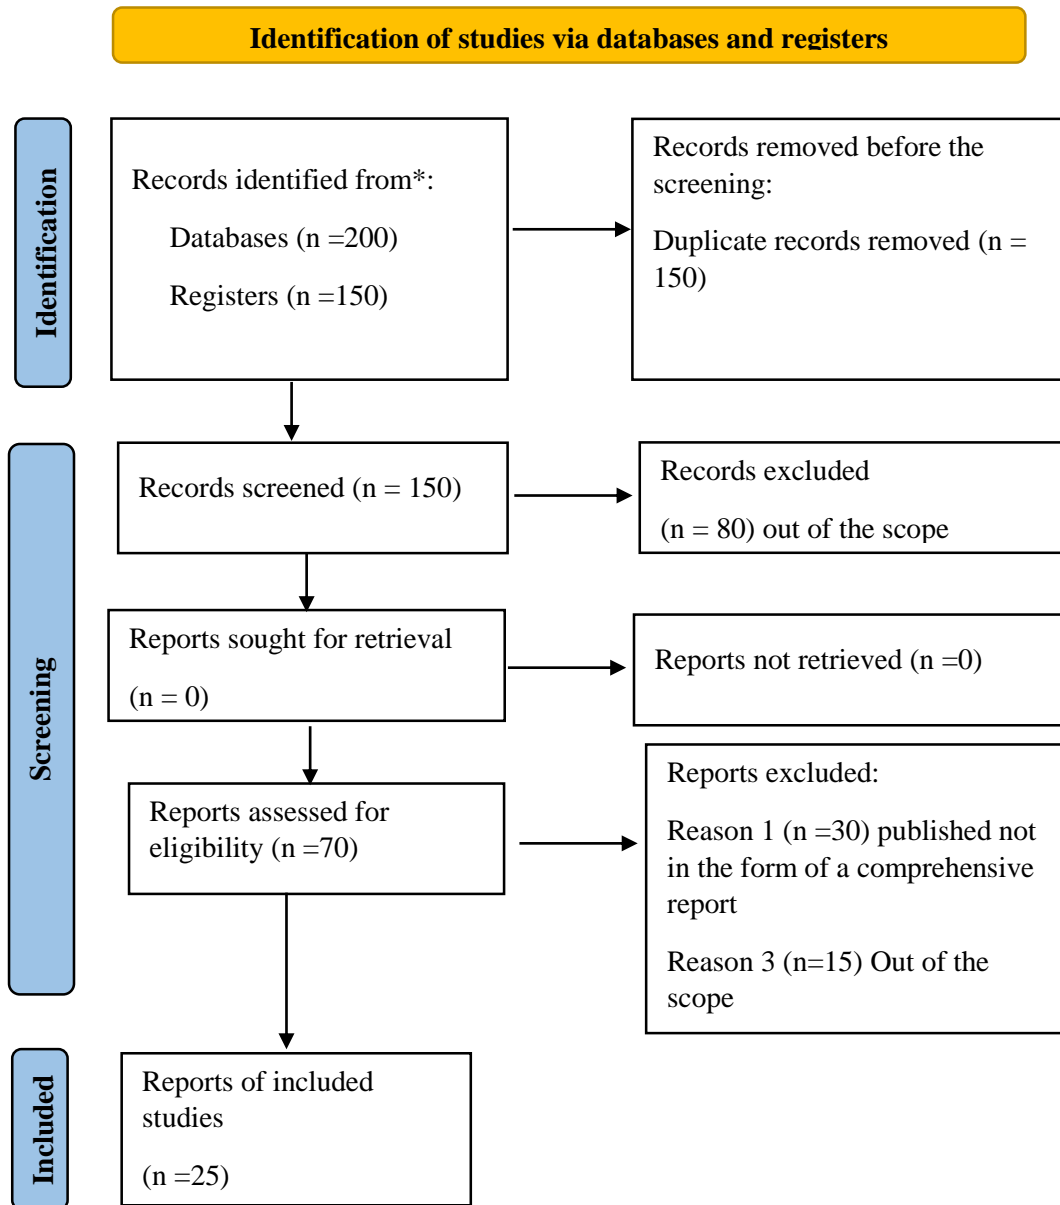 Identification of studies via databases and registers
Identification
Records identified from*:
Databases (n =200)
Registers (n =150)
Records removed before the
screening:
Duplicate records removed (n =
150)
Screening
Records screened (n = 150)
Records excluded
(n = 80) out of the scope
Reports sought for retrieval
(n = 0)
Reports not retrieved (n =0)
Reports assessed for
eligibility (n =70)
Reports excluded:
Reason 1 (n =30) published not
in the form of a comprehensive
report
Reason 3 (n=15) Out of the
scope
Included
Reports of included
studies
(n =25)